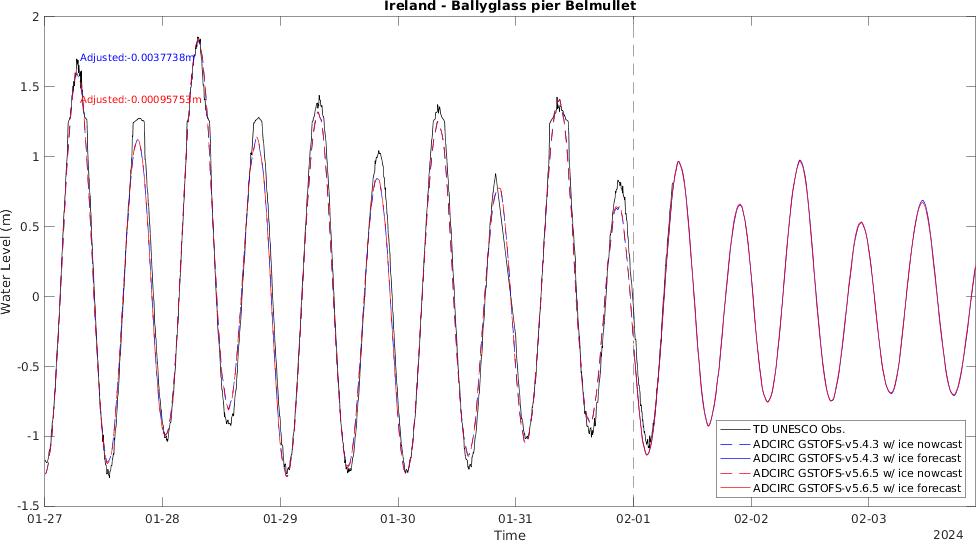 Ireland - Ballyglass pier Belmullet
Water Level (m)
2
1.5
1
0.5
0
-0.5
-1
-1.5
Adjusted:-0.0037738m
Adjusted:-0.00095753m
TD UNESCO Obs.
ADCIRC GSTOFS-v5.4.3 w/ ice nowcast
ADCIRC GSTOFS-v5.4.3 w/ ice forecast
ADCIRC GSTOFS-v5.6.5 w/ ice nowcast
ADCIRC GSTOFS-v5.6.5 w/ ice forecast
01-27 01-28 01-29 01-30 01-31 02-01 02-02 02-03
Time
2024